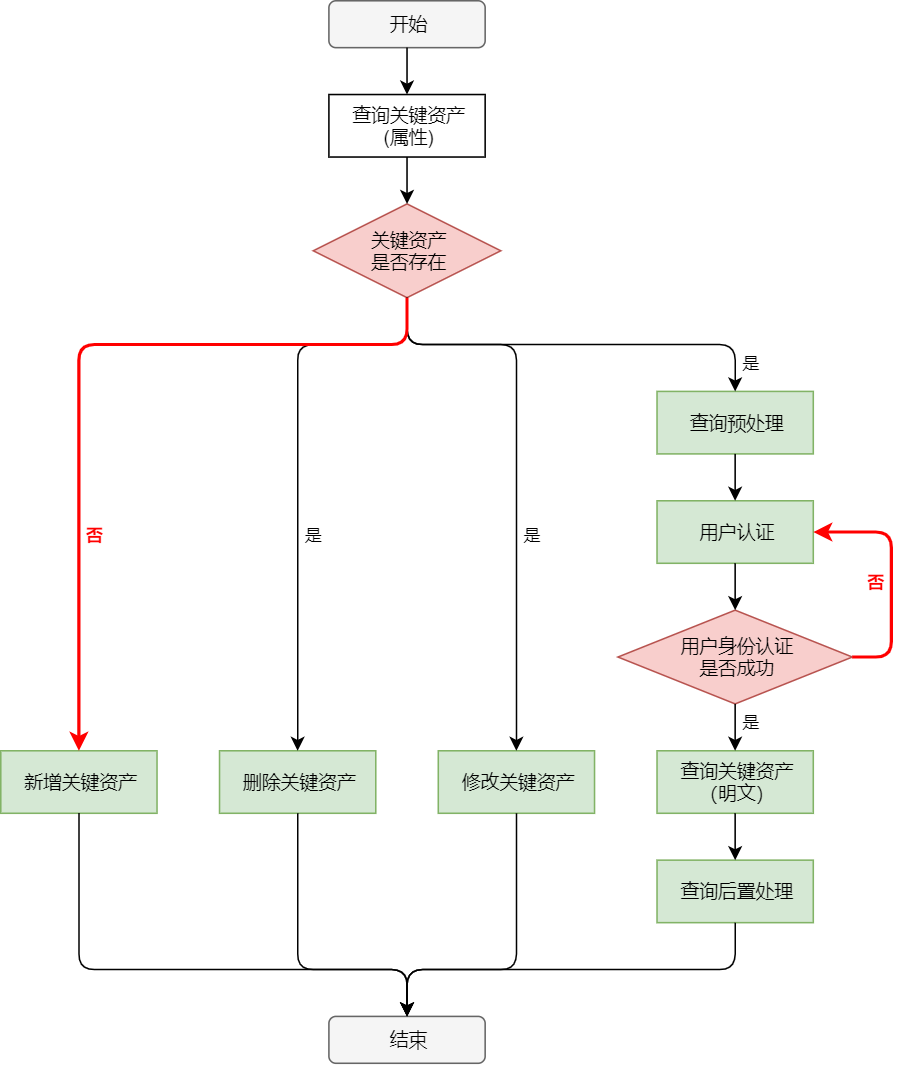 开始
查询关键资产
(属性)
关键资产
是否存在
是
查询预处理
用户认证
否
是
是
否
用户身份认证
是否成功
是
新增关键资产
删除关键资产
修改关键资产
查询关键资产
(明文)
查询后置处理
结束